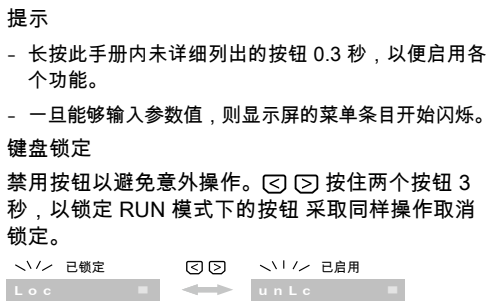 提示
– 长按此手册内未详细列出的按钮 0.3 秒，以便启用各
个功能。
– 一旦能够输入参数值，则显示屏的菜单条目开始闪烁。
键盘锁定
禁用按钮以避免意外操作。< > 按住两个按钮 3
秒，以锁定 RUN 模式下的按钮 采取同样操作取消
锁定。
已锁定 < > 已启用
Loc unLc